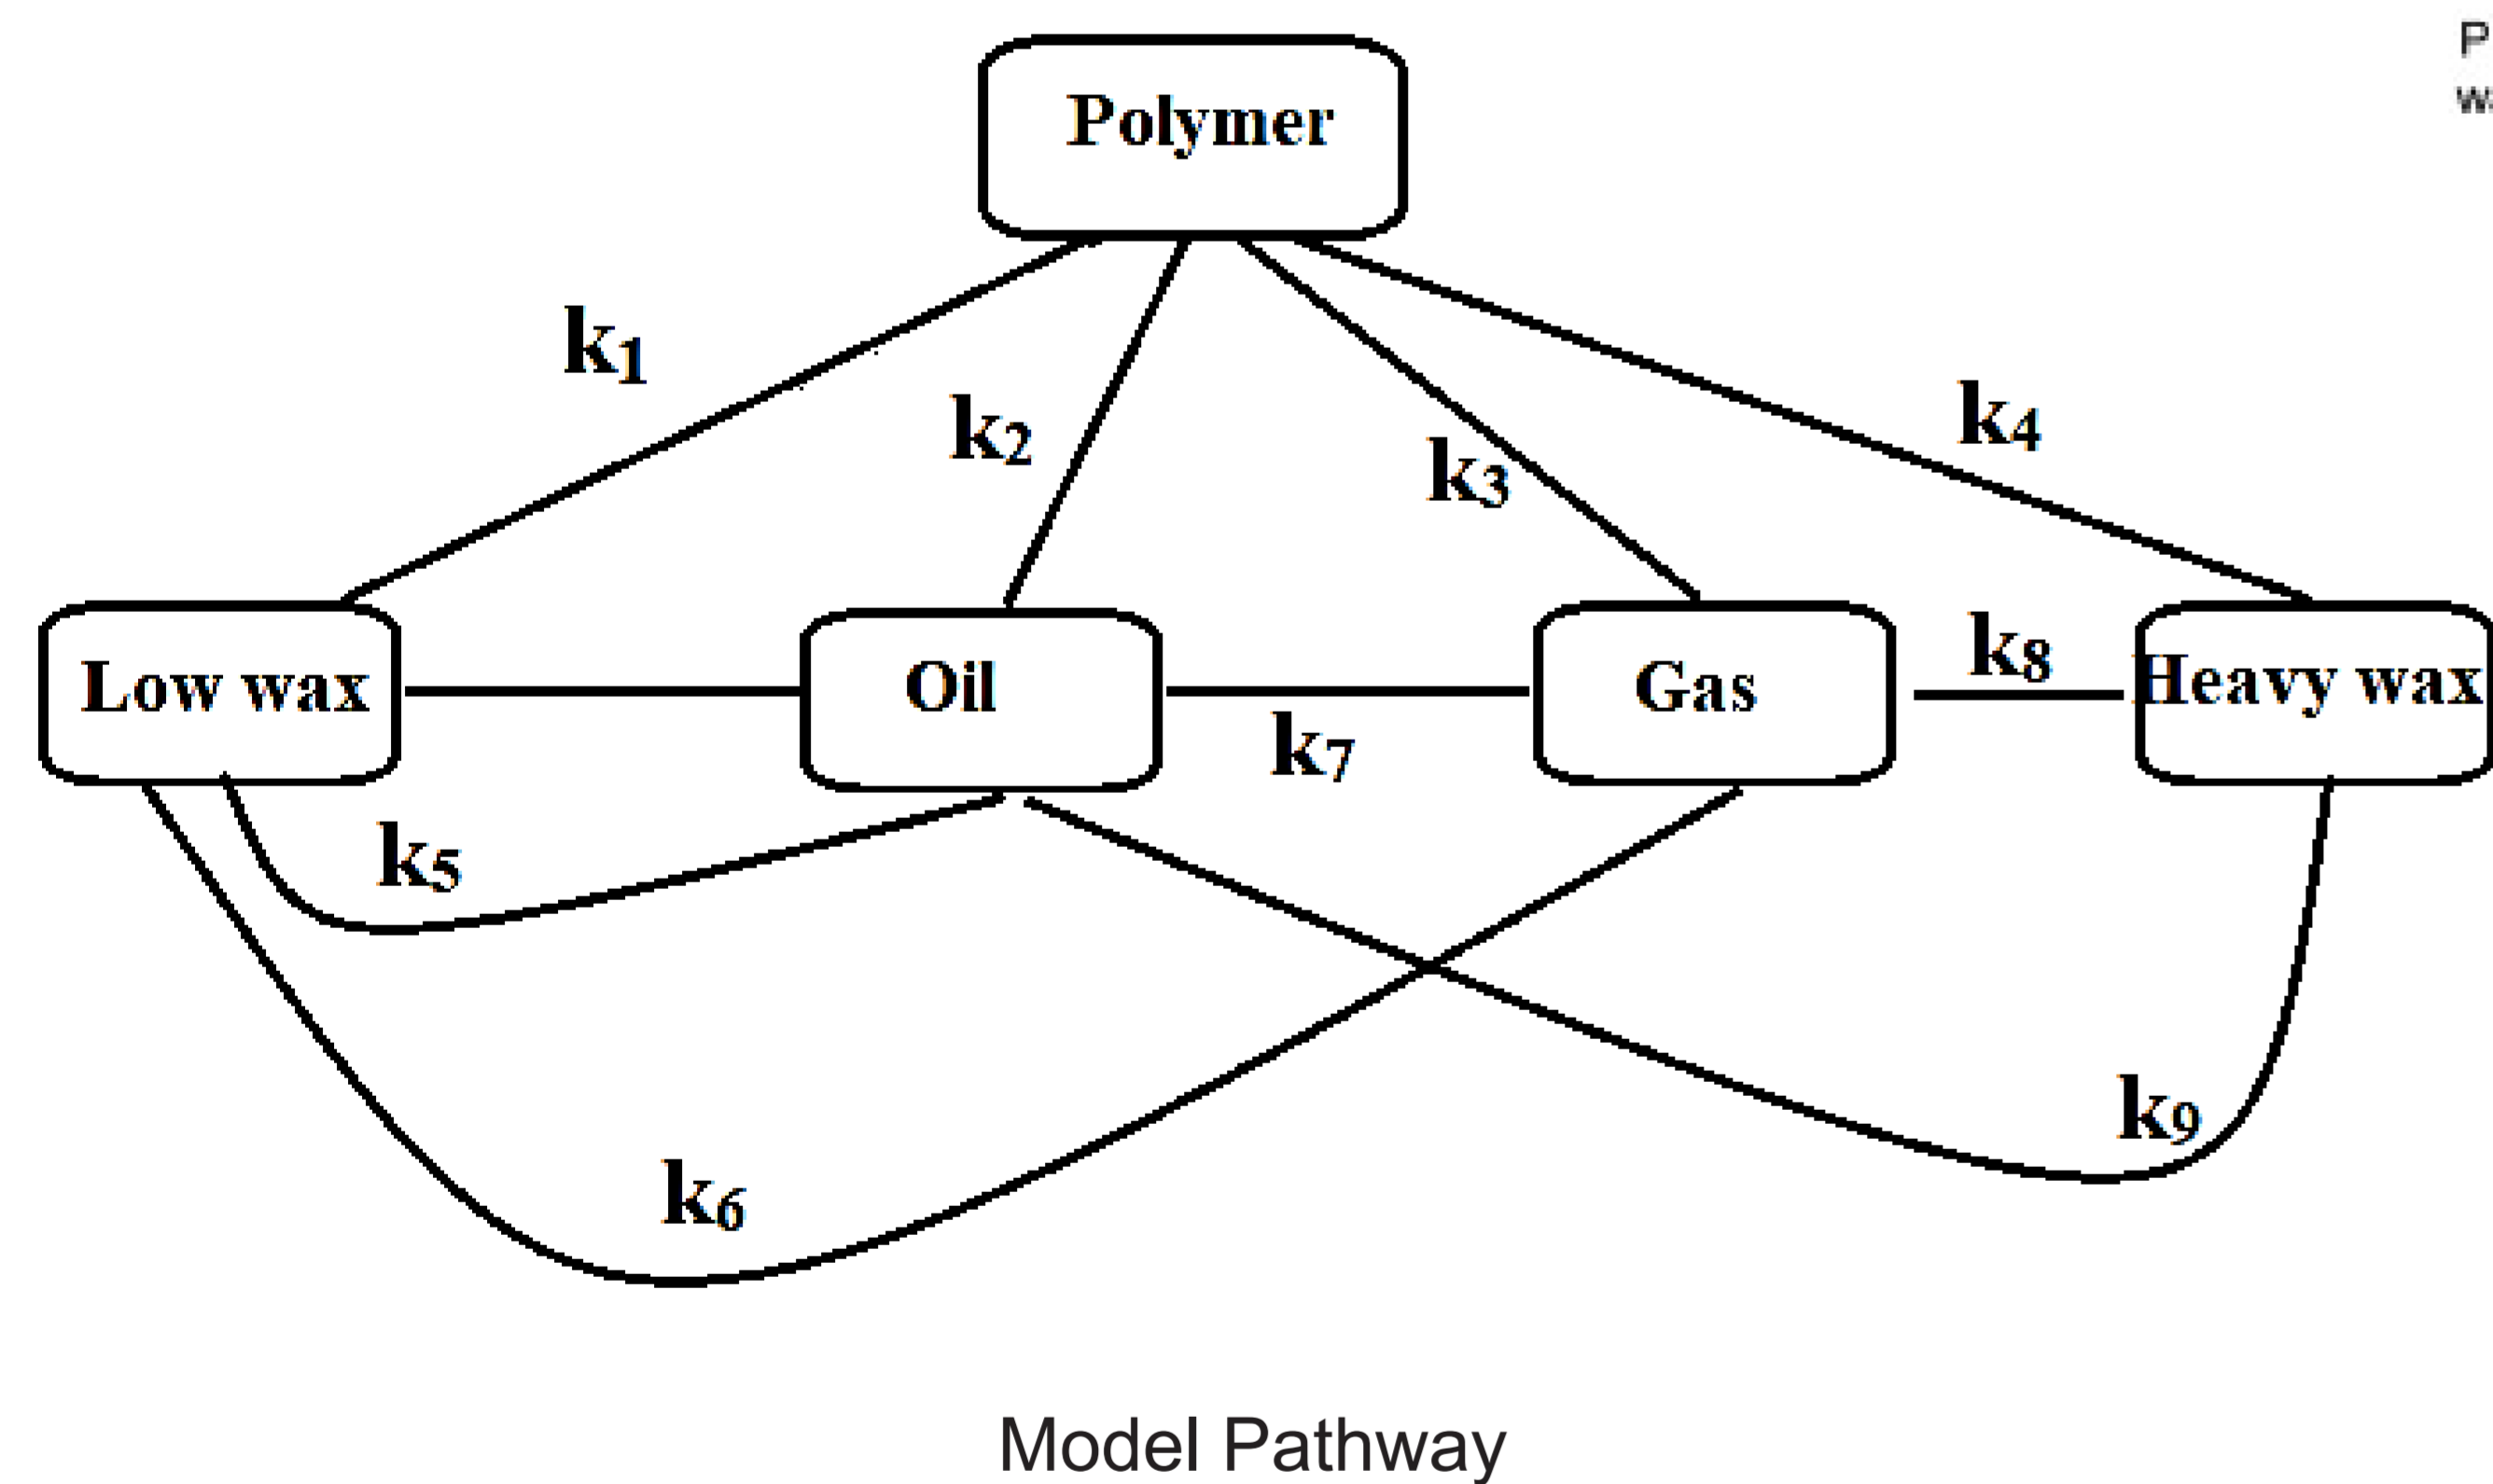 Polymer
k1
k2
k3
k4
Low wax
Oil
Gas
k8
Heavy wax
k7
k5
k9
k6
Model Pathway